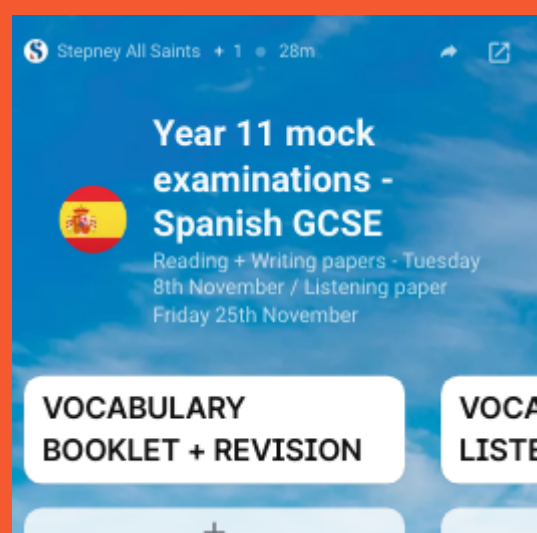 Stepney All Saints + 1 • 28m
Year 11 mock
examinations -
Spanish GCSE
Reading + Writing papers - Tuesday
8th November / Listening paper
Friday 25th November
VOCABULARY
BOOKLET + REVISION
VOCA
LISTE
+